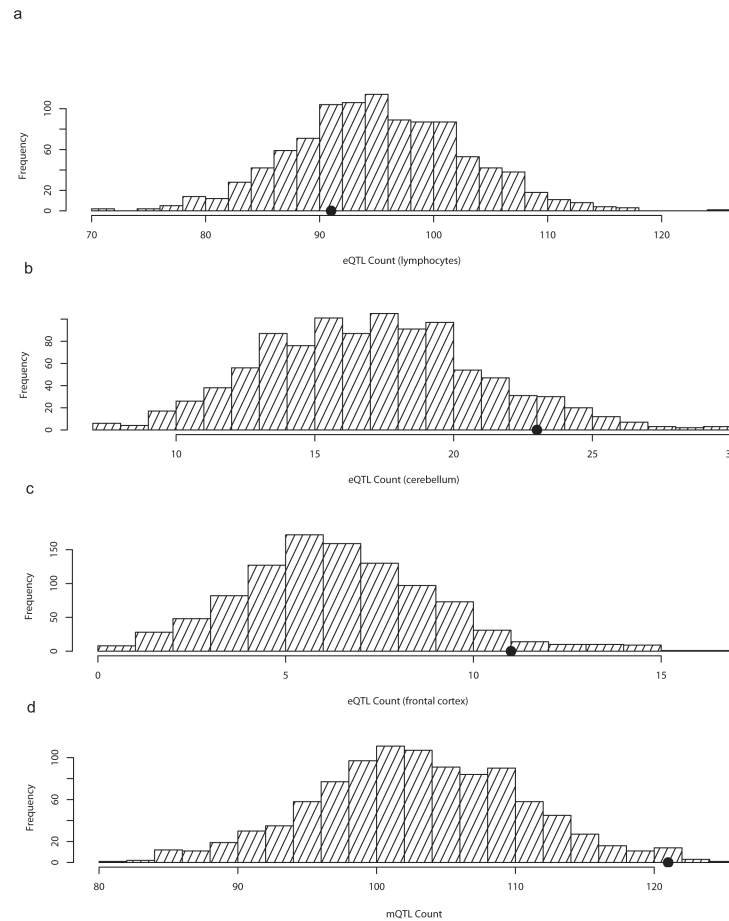 a
Frequency
0 20 60 100
70 80 90 100 110 120
eQTL Count (lymphocytes)
b
Frequency
0 20 40 60 80
10 15 20 25
eQTL Count (cerebellum)
c
Frequency
0 50 100 150
0 5 10 15
eQTL Count (frontal cortex)
d
Frequency
0 20 60 100
80 90 100 110 120
mQTL Count